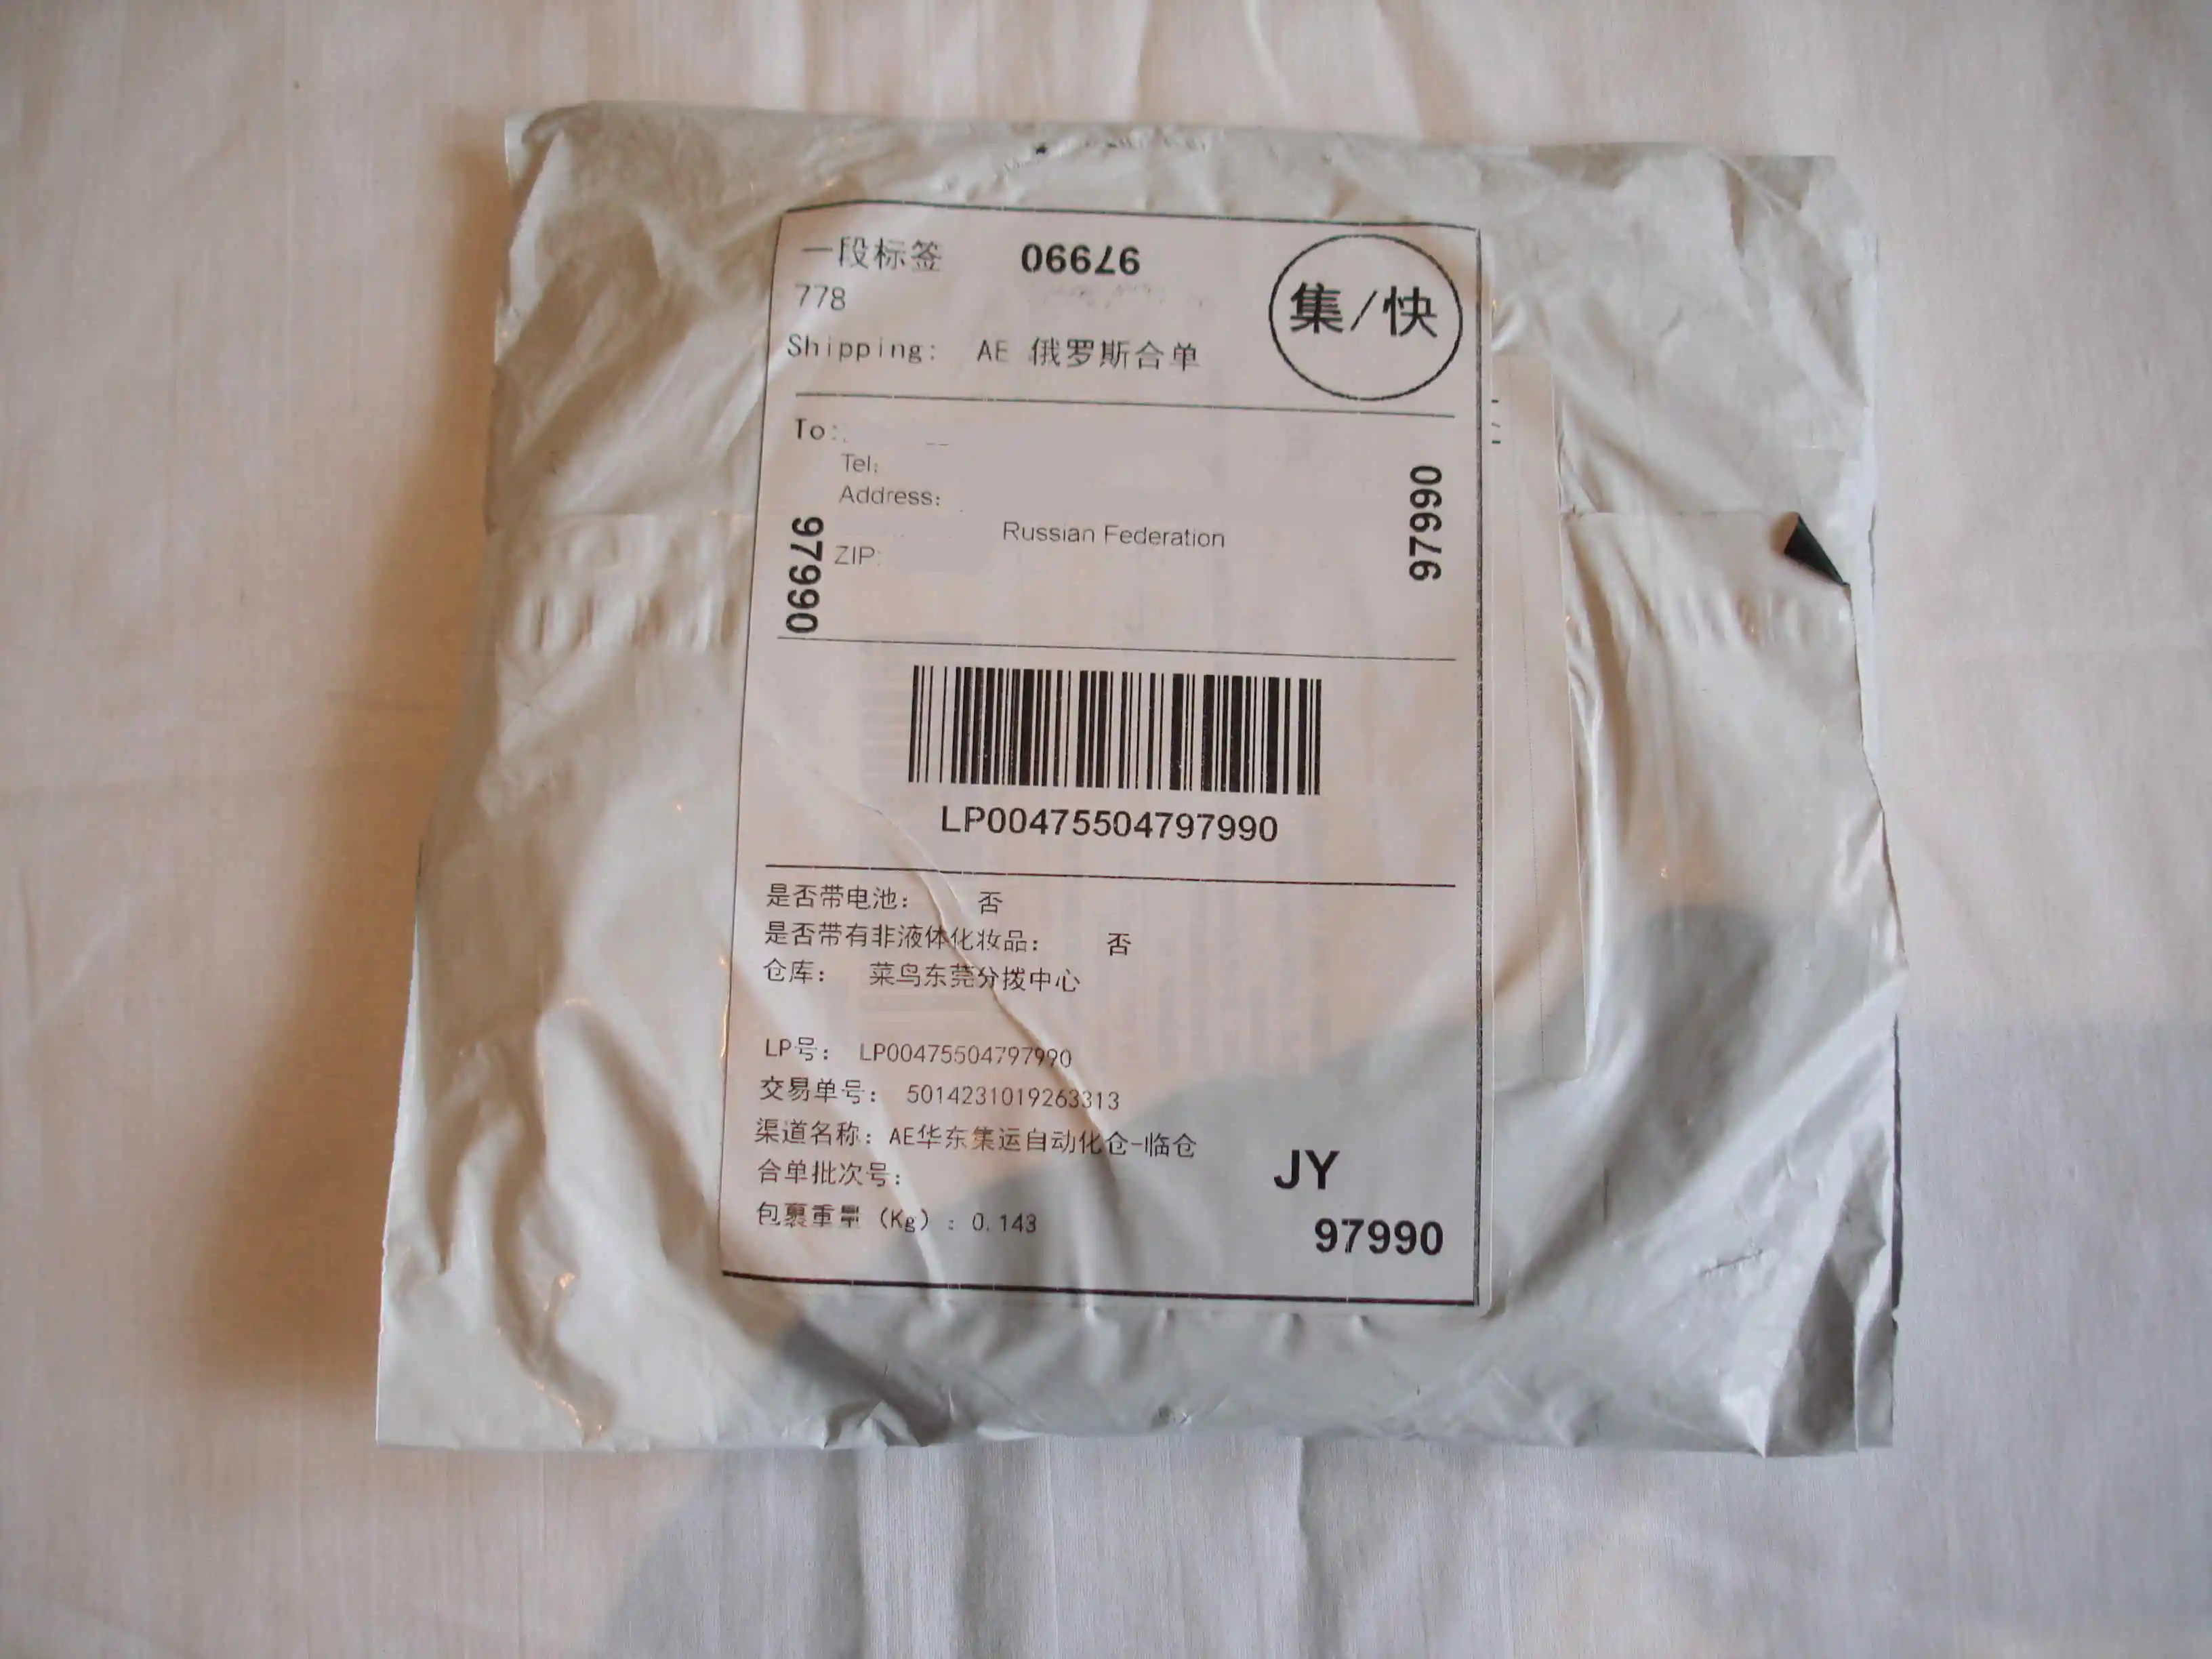 一段标签
97990
集/快
778
Shipping: AE 俄罗斯合单
To:
Tel:
Address:
97990
Russian Federation
97990
ZIP:
LP00475504797990
是否带电池： 否
是否带有非液体化妆品： 否
仓库： 菜鸟东莞分拨中心
LP号： LP00475504797990
交易单号： 5014231019263313
渠道名称：AE华东集运自动化仓-临仓
合单批次号：
JY
包裹重量（Kg）：0.143
97990